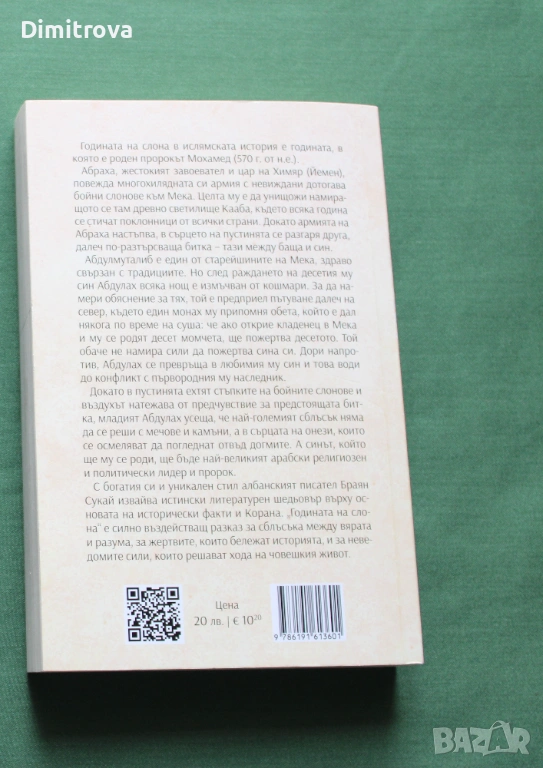 Dimitrova
Годината на слона в ислямската история е годината, в
която е роден пророкът Мохамед (570 г. от н.е.).
Абраха, жестокият завоевател и цар на Химяр (Йемен),
повежда многохилядната си армия с невиждани дотогава
бойни слонове към Мека. Целта му е да унищожи намира-
щото се там древно светилище Кааба, където всяка година
се стичат поклонници от всички страни. Докато армията на
Абраха настъпва, в сърцето на пустинята се разгаря друга,
далеч по-разтърсваща битка – тази между баща и син.
Абдулмуталиб е един от старейшините на Мека, здраво
свързан с традициите. Но след раждането на десетия му
син Абдулах всяка нощ е измъчван от кошмари. За да на-
мери обяснение за тях, той е предприел пътуване далеч на
север, където един монах му припомня обета, който е дал
някога по време на суша: че ако открие кладенец в Мека
и му се родят десет момчета, ще пожертва десетото. Той
обаче не намира сили да пожертва сина си. Дори напро-
тив, Абдулах се превръща в любимия му син и това води
до конфликт с първородния му наследник.
Докато в пустинята ехтят стъпките на бойните слонове и
въздухът натежава от предчувствие за предстоящата бит-
ка, младият Абдулах усеща, че най-големият сблъсък няма
да се реши с мечове и камъни, а в сърцата на онези, които
се осмеляват да погледнат отвъд догмите. А синът, който
ще му се роди, ще бъде най-великият арабски религиозен
и политически лидер и пророк.
С богатия си и уникален стил албанският писател Браян
Сукай извайва истински литературен шедьовър върху ос-
новата на исторически факти и Корана. „Годината на сло-
на" е силно въздействащ разказ за сблъсъка между вярата
и разума, за жертвите, които бележат историята, и за неве-
домите сили, които решават хода на човешкия живот.
Цена
20 лв. | € 10²⁰
9 786191 613601
BAZAR